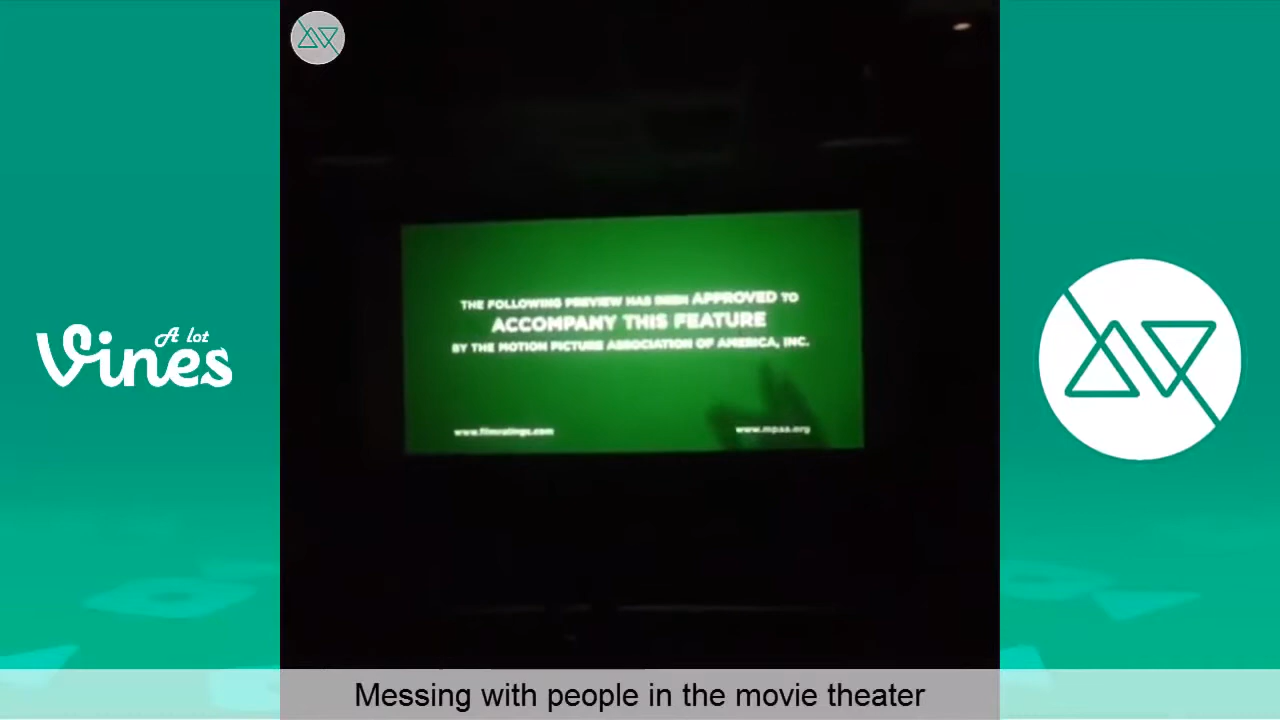 THE FOLLOWING PREVIEW HAS BEEN APPROVED TO
ACCOMPANY THIS FEATURE
BY THE MOTION PICTURE ASSOCIATION OF AMERICA, INC.
www.filmratings.com
www.mpaa.org
A lot
Vines
Messing with people in the movie theater